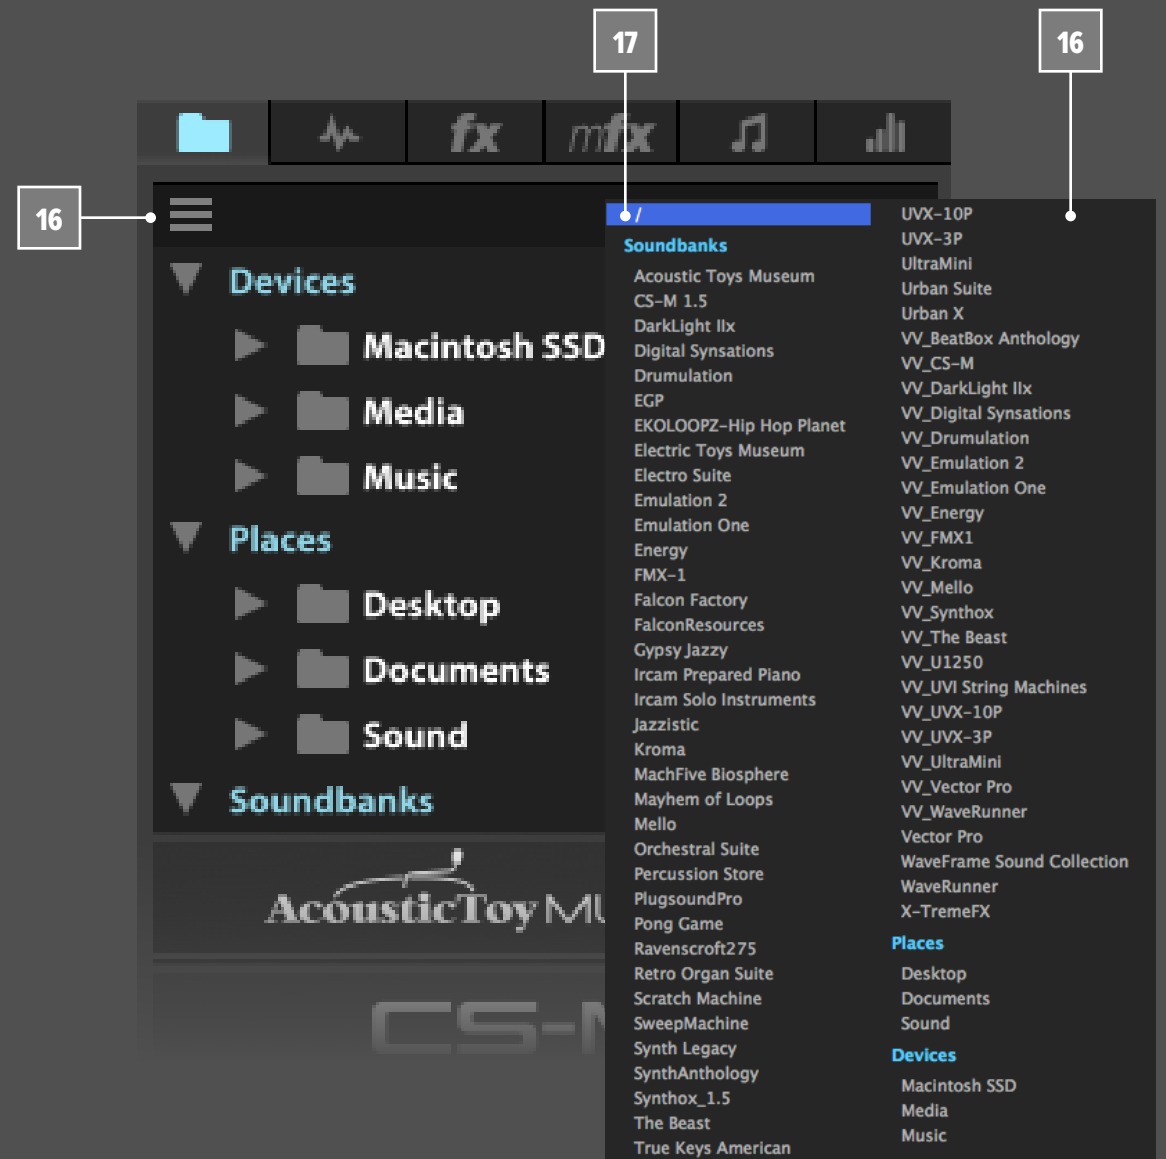 17
16
fx
mfx
16
Devices
Macintosh SSD
Media
Music
Places
Desktop
Documents
Sound
Soundbanks
AcousticToy MU
CS-M
/
Soundbanks
Acoustic Toys Museum
CS-M 1.5
DarkLight IIx
Digital Synsations
Drumulation
EGP
EKOLOOPZ-Hip Hop Planet
Electric Toys Museum
Electro Suite
Emulation 2
Emulation One
Energy
FMX-1
Falcon Factory
FalconResources
Gypsy Jazzy
Ircam Prepared Piano
Ircam Solo Instruments
Jazzistic
Kroma
MachFive Biosphere
Mayhem of Loops
Mello
Orchestral Suite
Percussion Store
PlugsoundPro
Pong Game
Ravenscroft275
Retro Organ Suite
Scratch Machine
SweepMachine
Synth Legacy
SynthAnthology
Synthox_1.5
The Beast
True Keys American
UVX-10P
UVX-3P
UltraMini
Urban Suite
Urban X
VV_BeatBox Anthology
VV_CS-M
VV_DarkLight IIx
VV_Digital Synsations
VV_Drumulation
VV_Emulation 2
VV_Emulation One
VV_Energy
VV_FMX1
VV_Kroma
VV_Mello
VV_Synthox
VV_The Beast
VV_U1250
VV_UVI String Machines
VV_UVX-10P
VV_UVX-3P
VV_UltraMini
VV_Vector Pro
VV_WaveRunner
Vector Pro
WaveFrame Sound Collection
WaveRunner
X-TremeFX
Places
Desktop
Documents
Sound
Devices
Macintosh SSD
Media
Music